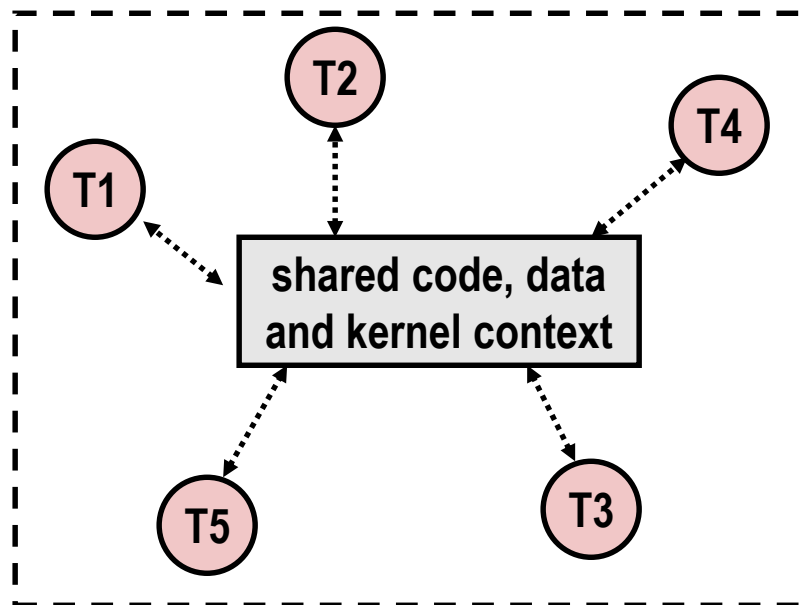 T2
T4
T1
shared code, data
and kernel context
T5
T3